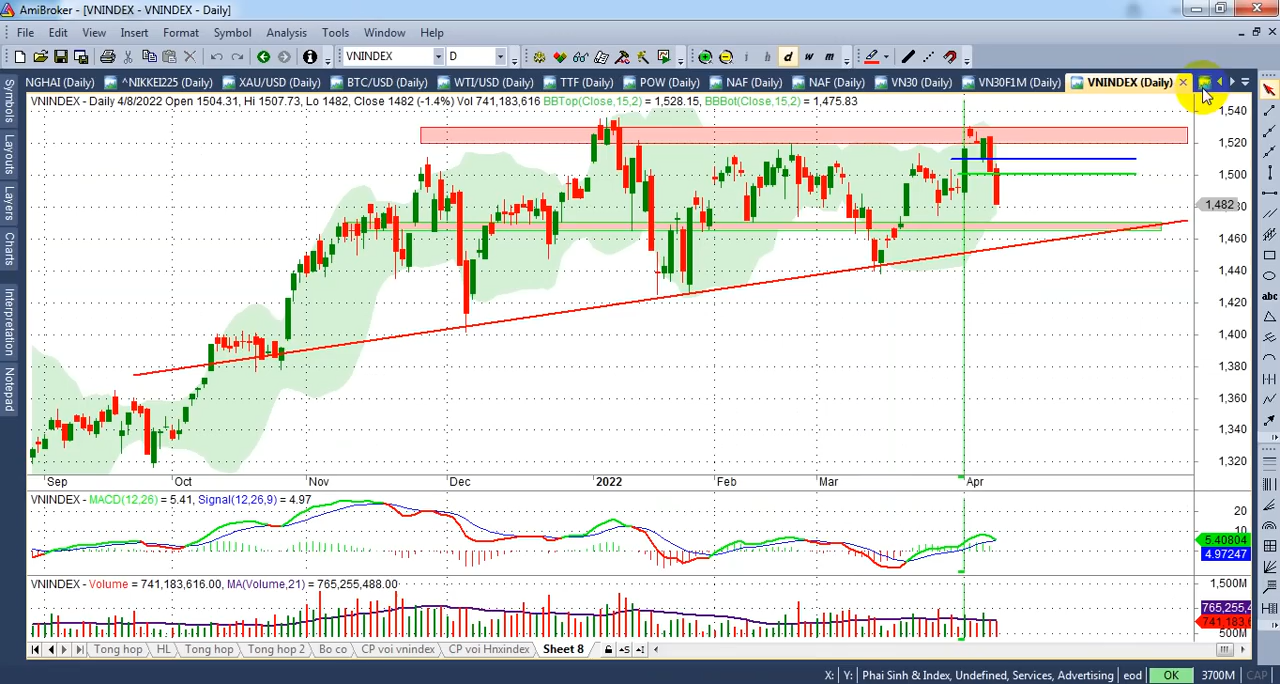 AmiBroker - [VNINDEX - VNINDEX - Daily]
File Edit View Insert Format Symbol Analysis Tools Window Help
VNINDEX D i h d w m
NGHAI (Daily) ^NIKKEI225 (Daily) XAU/USD (Daily) BTC/USD (Daily) WTI/USD (Daily) TTF (Daily) POW (Daily) NAF (Daily) NAF (Daily) VN30 (Daily) VN30F1M (Daily) VNINDEX (Daily)
VNINDEX - Daily 4/8/2022 Open 1504.31, Hi 1507.73, Lo 1482, Close 1482 (-1.4%) Vol 741,183,616 BBTop(Close,15,2) = 1,528.15, BBBot(Close,15,2) = 1,475.83
Symbols
Layouts
Layers
Charts
Interpretation
Notepad
abc
1,540
1,520
1,500
1,482
1,460
1,440
1,420
1,400
1,380
1,360
1,340
1,320
Sep Oct Nov Dec 2022 Feb Mar Apr
VNINDEX - MACD(12,26) = 5.41, Signal(12,26,9) = 4.97
20
10
5.40804
4.97247
VNINDEX - Volume = 741,183,616.00, MA(Volume,21) = 765,255,488.00
1,500M
765,255,4
741,183,6
500M
Tong hop HL Tong hop Tong hop 2 Bo co CP voi vnindex CP voi Hnxindex Sheet 8
X: Y: Phai Sinh & Index, Undefined, Services, Advertising eod OK 3700M CAP